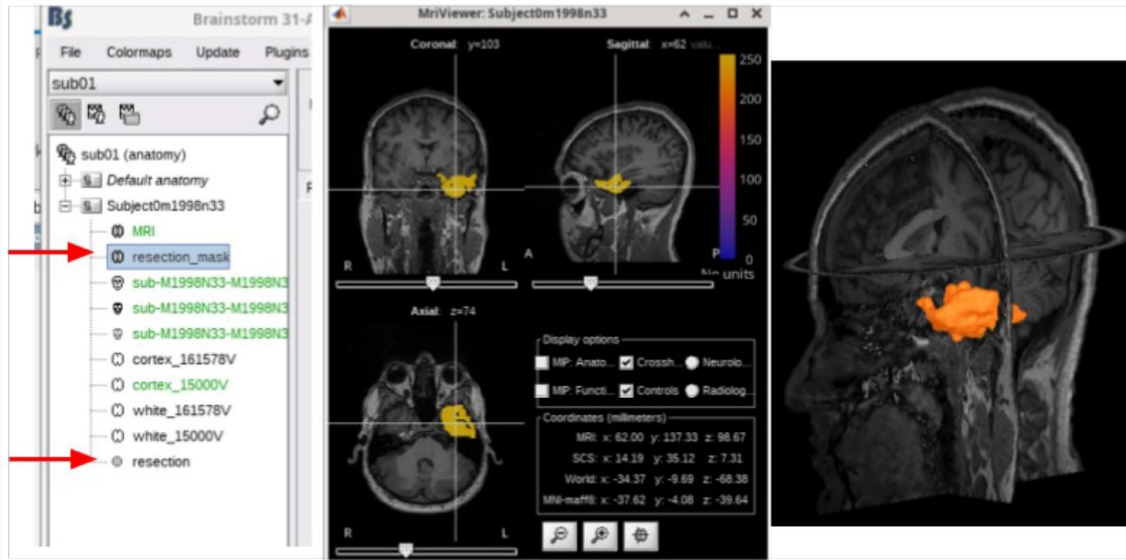 Bs Brainstorm 31-A
File Colormaps Update Plugins
sub01
sub01 (anatomy)
Default anatomy
Subject0m1998n33
MRI
resection_mask
sub-M1998N33-M1998N3
sub-M1998N33-M1998N3
sub-M1998N33-M1998N3
cortex_161578V
cortex_15000V
white_161578V
white_15000V
resection
MriViewer: Subject0m1998n33
Coronal: y=103
Sagittal: x=62 valu...
250
200
150
100
50
0
No units
R L
A P
Axial: z=74
R L
Display options
MIP: Anato... Crossh... Neurolo...
MIP: Functi... Controls Radiolog...
Coordinates (millimeters)
MRI: x: 62.00 y: 137.33 z: 98.67
SCS: x: 14.19 y: 35.12 z: 7.31
World: x: -34.37 y: -9.69 z: -68.38
MNI-maff8: x: -37.62 y: -4.08 z: -39.64